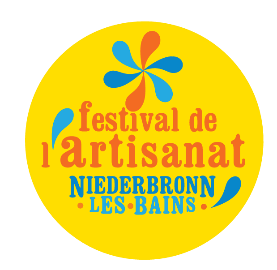 festival de
l'artisanat
NIEDERBRONN
•LES•BAINS•